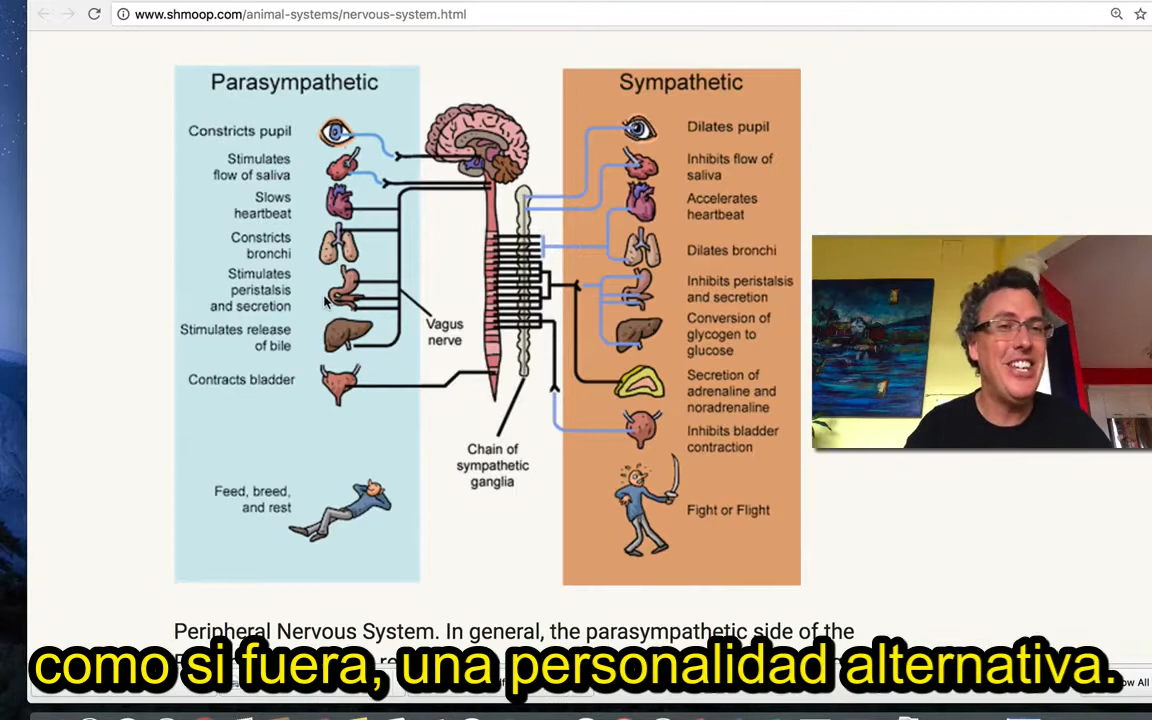 www.shmoop.com/animal-systems/nervous-system.html
Parasympathetic
Constricts pupil
Stimulates
flow of saliva
Slows
heartbeat
Constricts
bronchi
Stimulates
peristalsis
and secretion
Stimulates release
of bile
Contracts bladder
Feed, breed,
and rest
Vagus
nerve
Chain of
sympathetic
ganglia
Sympathetic
Dilates pupil
Inhibits flow of
saliva
Accelerates
heartbeat
Dilates bronchi
Inhibits peristalsis
and secretion
Conversion of
glycogen to
glucose
Secretion of
adrenaline and
noradrenaline
Inhibits bladder
contraction
Fight or Flight
Peripheral Nervous System. In general, the parasympathetic side of the
como si fuera, una personalidad alternativa.